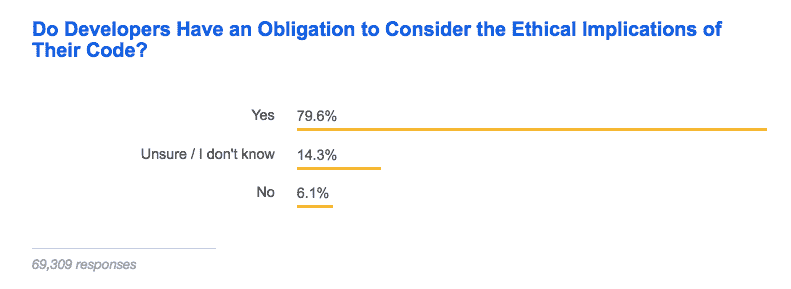 Do Developers Have an Obligation to Consider the Ethical Implications of
Their Code?
Yes 79.6%
Unsure / I don't know 14.3%
No 6.1%
69,309 responses